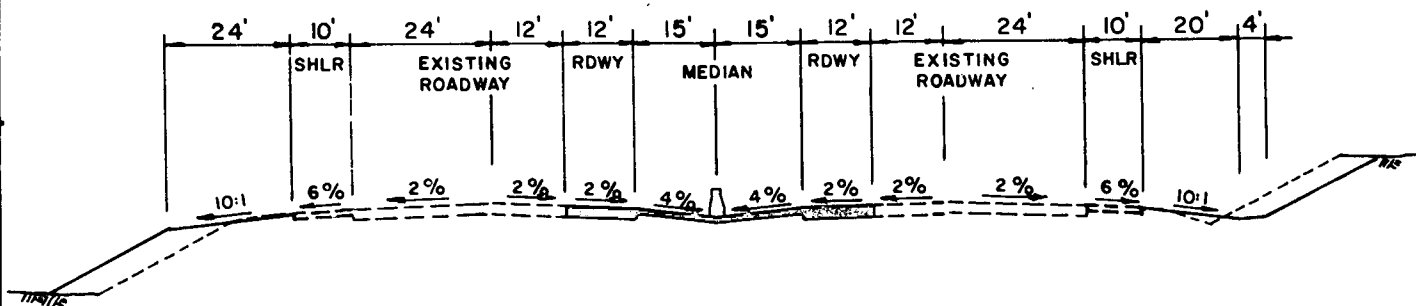 24' 10' 24' 12' 12' 15' 15' 12' 12' 24' 10' 20' 4'
SHLR EXISTING ROADWAY RDWY MEDIAN RDWY EXISTING ROADWAY SHLR
10:1 6% 2% 2% 2% 4% 4% 2% 2% 2% 6% 10:1